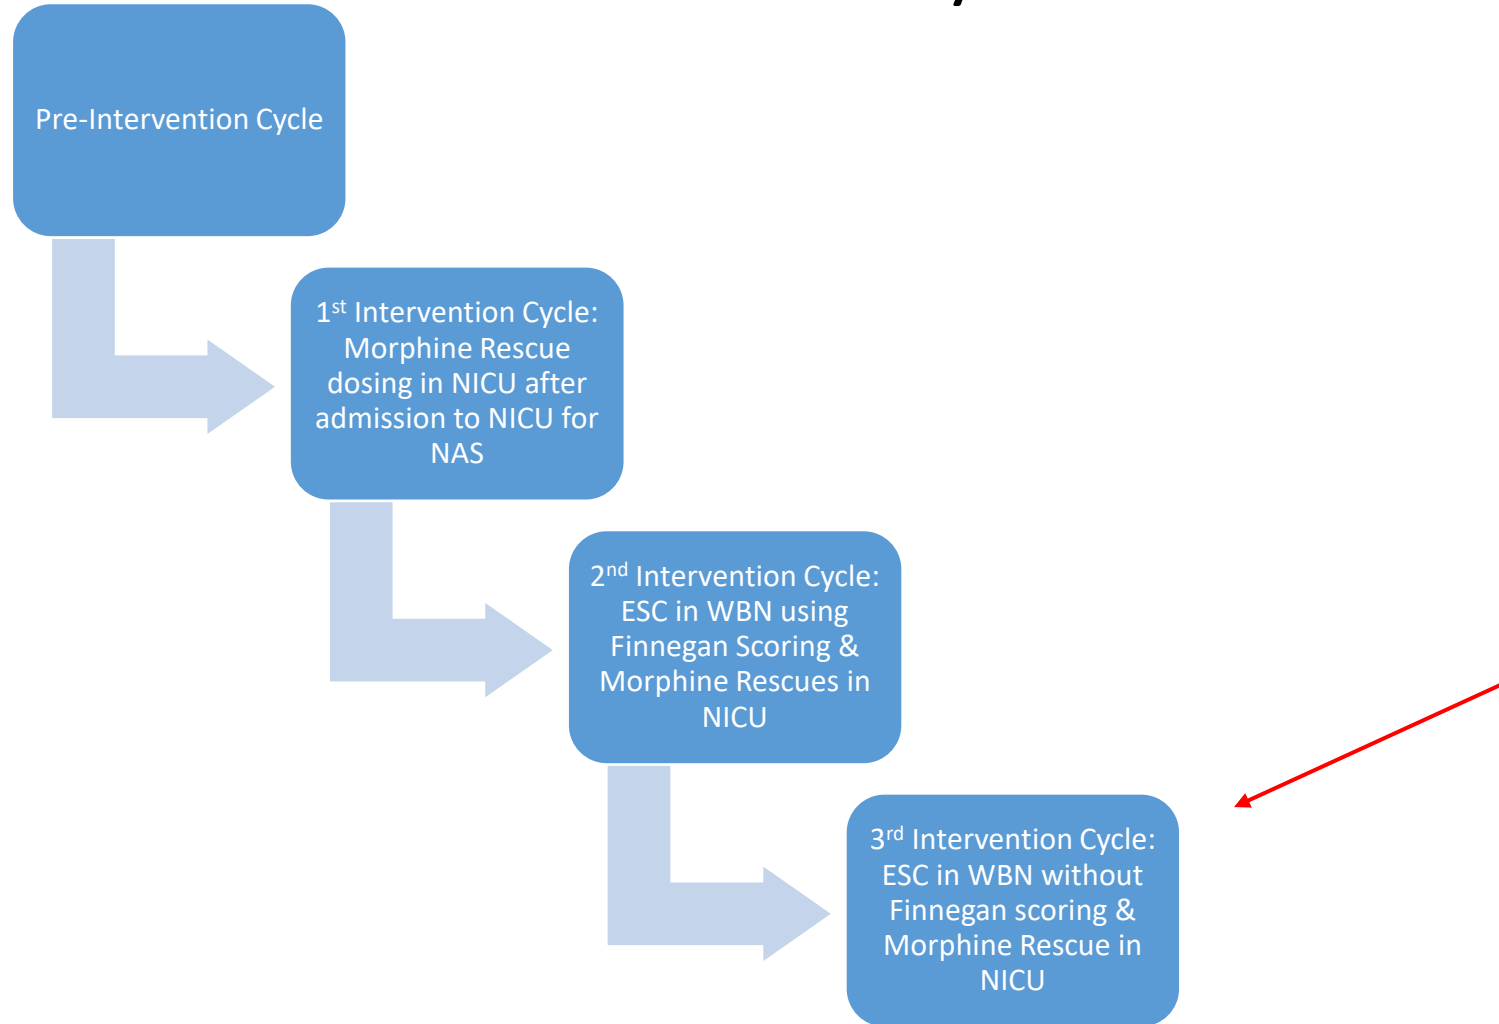 Pre-Intervention Cycle
1st Intervention Cycle:
Morphine Rescue
dosing in NICU after
admission to NICU for
NAS
2nd Intervention Cycle:
ESC in WBN using
Finnegan Scoring &
Morphine Rescues in
NICU
3rd Intervention Cycle:
ESC in WBN without
Finnegan scoring &
Morphine Rescue in
NICU